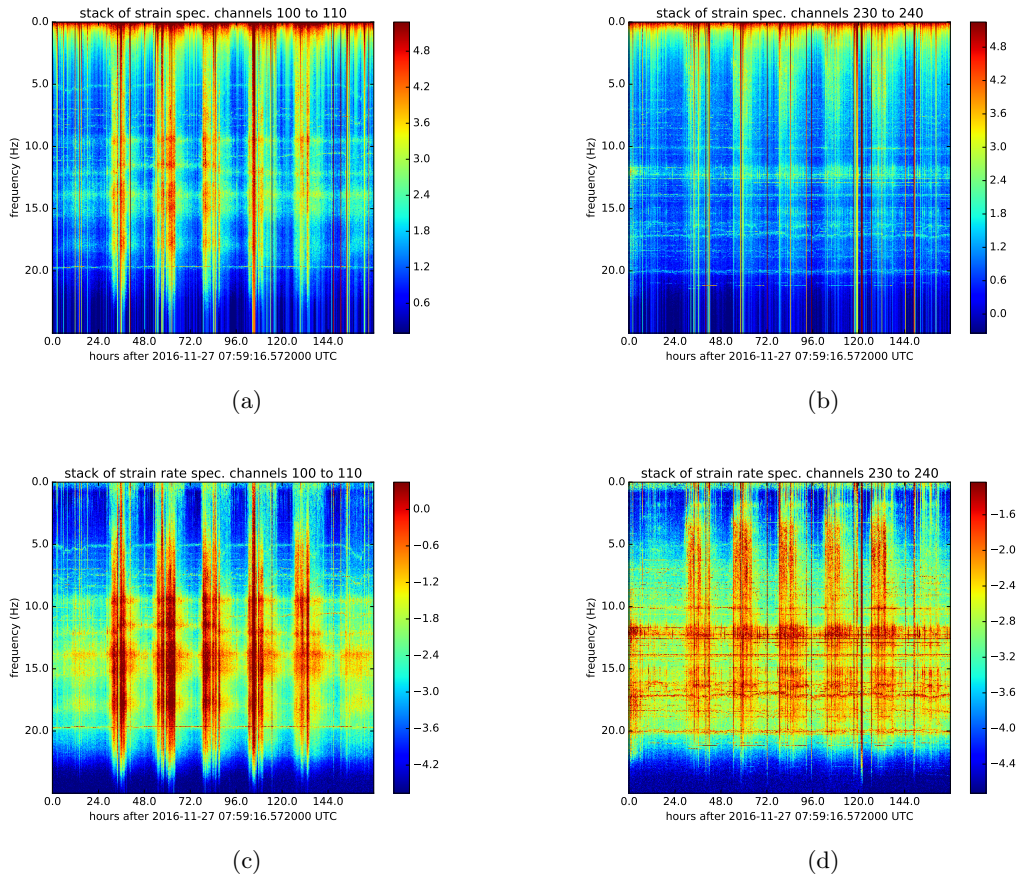 stack of strain spec. channels 100 to 110
0.0
5.0
10.0
15.0
20.0
frequency (Hz)
0.0 24.0 48.0 72.0 96.0 120.0 144.0
hours after 2016-11-27 07:59:16.572000 UTC
4.8
4.2
3.6
3.0
2.4
1.8
1.2
0.6
(a)
stack of strain spec. channels 230 to 240
0.0
5.0
10.0
15.0
20.0
frequency (Hz)
0.0 24.0 48.0 72.0 96.0 120.0 144.0
hours after 2016-11-27 07:59:16.572000 UTC
4.8
4.2
3.6
3.0
2.4
1.8
1.2
0.6
0.0
(b)
stack of strain rate spec. channels 100 to 110
0.0
5.0
10.0
15.0
20.0
frequency (Hz)
0.0 24.0 48.0 72.0 96.0 120.0 144.0
hours after 2016-11-27 07:59:16.572000 UTC
0.0
−0.6
−1.2
−1.8
−2.4
−3.0
−3.6
−4.2
(c)
stack of strain rate spec. channels 230 to 240
0.0
5.0
10.0
15.0
20.0
frequency (Hz)
0.0 24.0 48.0 72.0 96.0 120.0 144.0
hours after 2016-11-27 07:59:16.572000 UTC
−1.6
−2.0
−2.4
−2.8
−3.2
−3.6
−4.0
−4.4
(d)